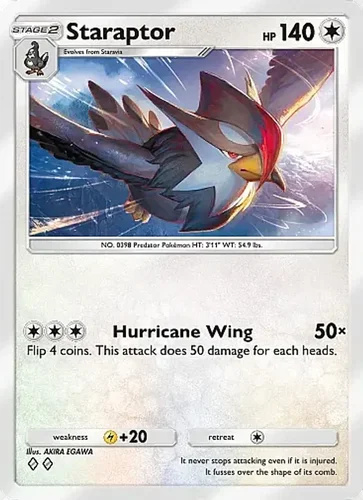 STAGE 2 Staraptor HP 140
Evolves from Staravia
NO. 0398 Predator Pokémon HT: 3'11" WT: 54.9 lbs.
Hurricane Wing 50×
Flip 4 coins. This attack does 50 damage for each heads.
weakness +20 retreat
Illus. AKIRA EGAWA
It never stops attacking even if it is injured.
It fusses over the shape of its comb.